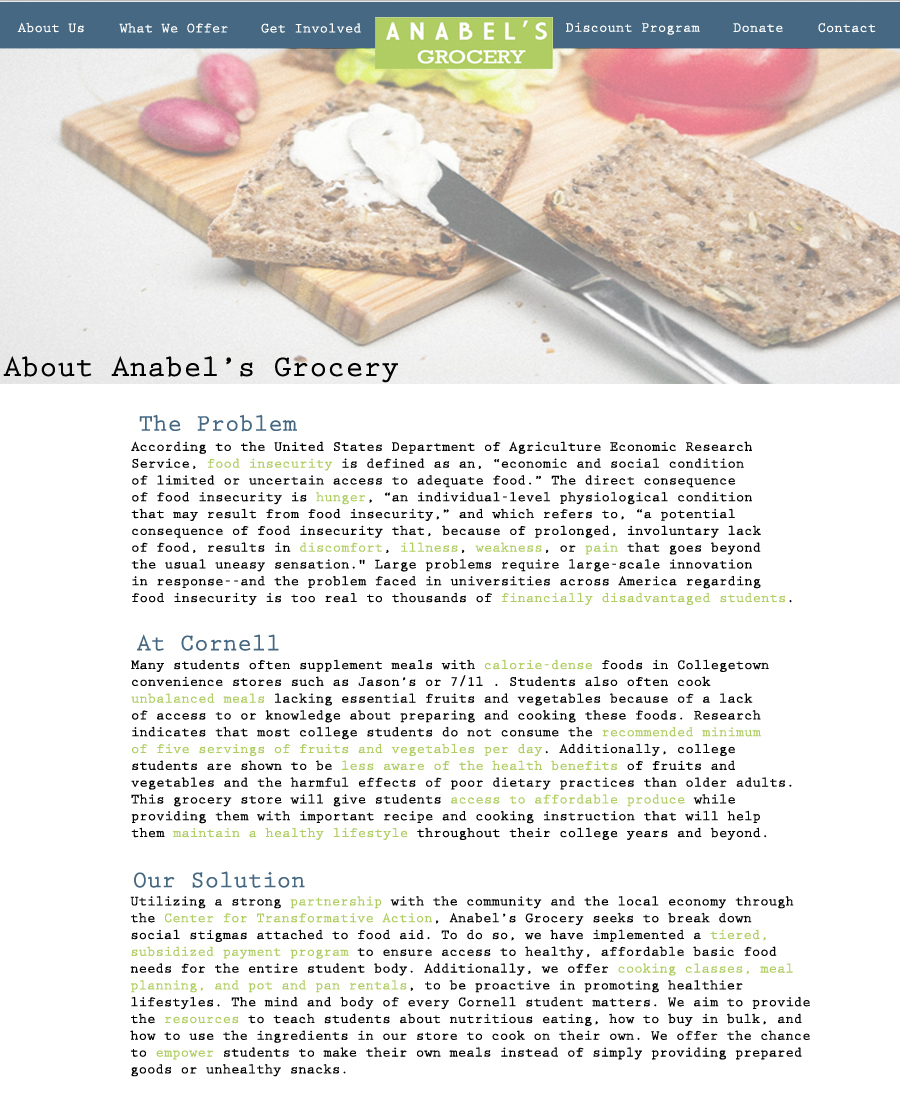 About Us What We Offer Get Involved ANABEL'S Discount Program Donate Contact
GROCERY
About Anabel's Grocery
The Problem
According to the United States Department of Agriculture Economic Research
Service, food insecurity is defined as an, “economic and social condition
of limited or uncertain access to adequate food.” The direct consequence
of food insecurity is hunger, “an individual-level physiological condition
that may result from food insecurity,” and which refers to, “a potential
consequence of food insecurity that, because of prolonged, involuntary lack
of food, results in discomfort, illness, weakness, or pain that goes beyond
the usual uneasy sensation." Large problems require large-scale innovation
in response--and the problem faced in universities across America regarding
food insecurity is too real to thousands of financially disadvantaged students.
At Cornell
Many students often supplement meals with calorie-dense foods in Collegetown
convenience stores such as Jason's or 7/11 . Students also often cook
unbalanced meals lacking essential fruits and vegetables because of a lack
of access to or knowledge about preparing and cooking these foods. Research
indicates that most college students do not consume the recommended minimum
of five servings of fruits and vegetables per day. Additionally, college
students are shown to be less aware of the health benefits of fruits and
vegetables and the harmful effects of poor dietary practices than older adults.
This grocery store will give students access to affordable produce while
providing them with important recipe and cooking instruction that will help
them maintain a healthy lifestyle throughout their college years and beyond.
Our Solution
Utilizing a strong partnership with the community and the local economy through
the Center for Transformative Action, Anabel's Grocery seeks to break down
social stigmas attached to food aid. To do so, we have implemented a tiered,
subsidized payment program to ensure access to healthy, affordable basic food
needs for the entire student body. Additionally, we offer cooking classes, meal
planning, and pot and pan rentals, to be proactive in promoting healthier
lifestyles. The mind and body of every Cornell student matters. We aim to provide
the resources to teach students about nutritious eating, how to buy in bulk, and
how to use the ingredients in our store to cook on their own. We offer the chance
to empower students to make their own meals instead of simply providing prepared
goods or unhealthy snacks.